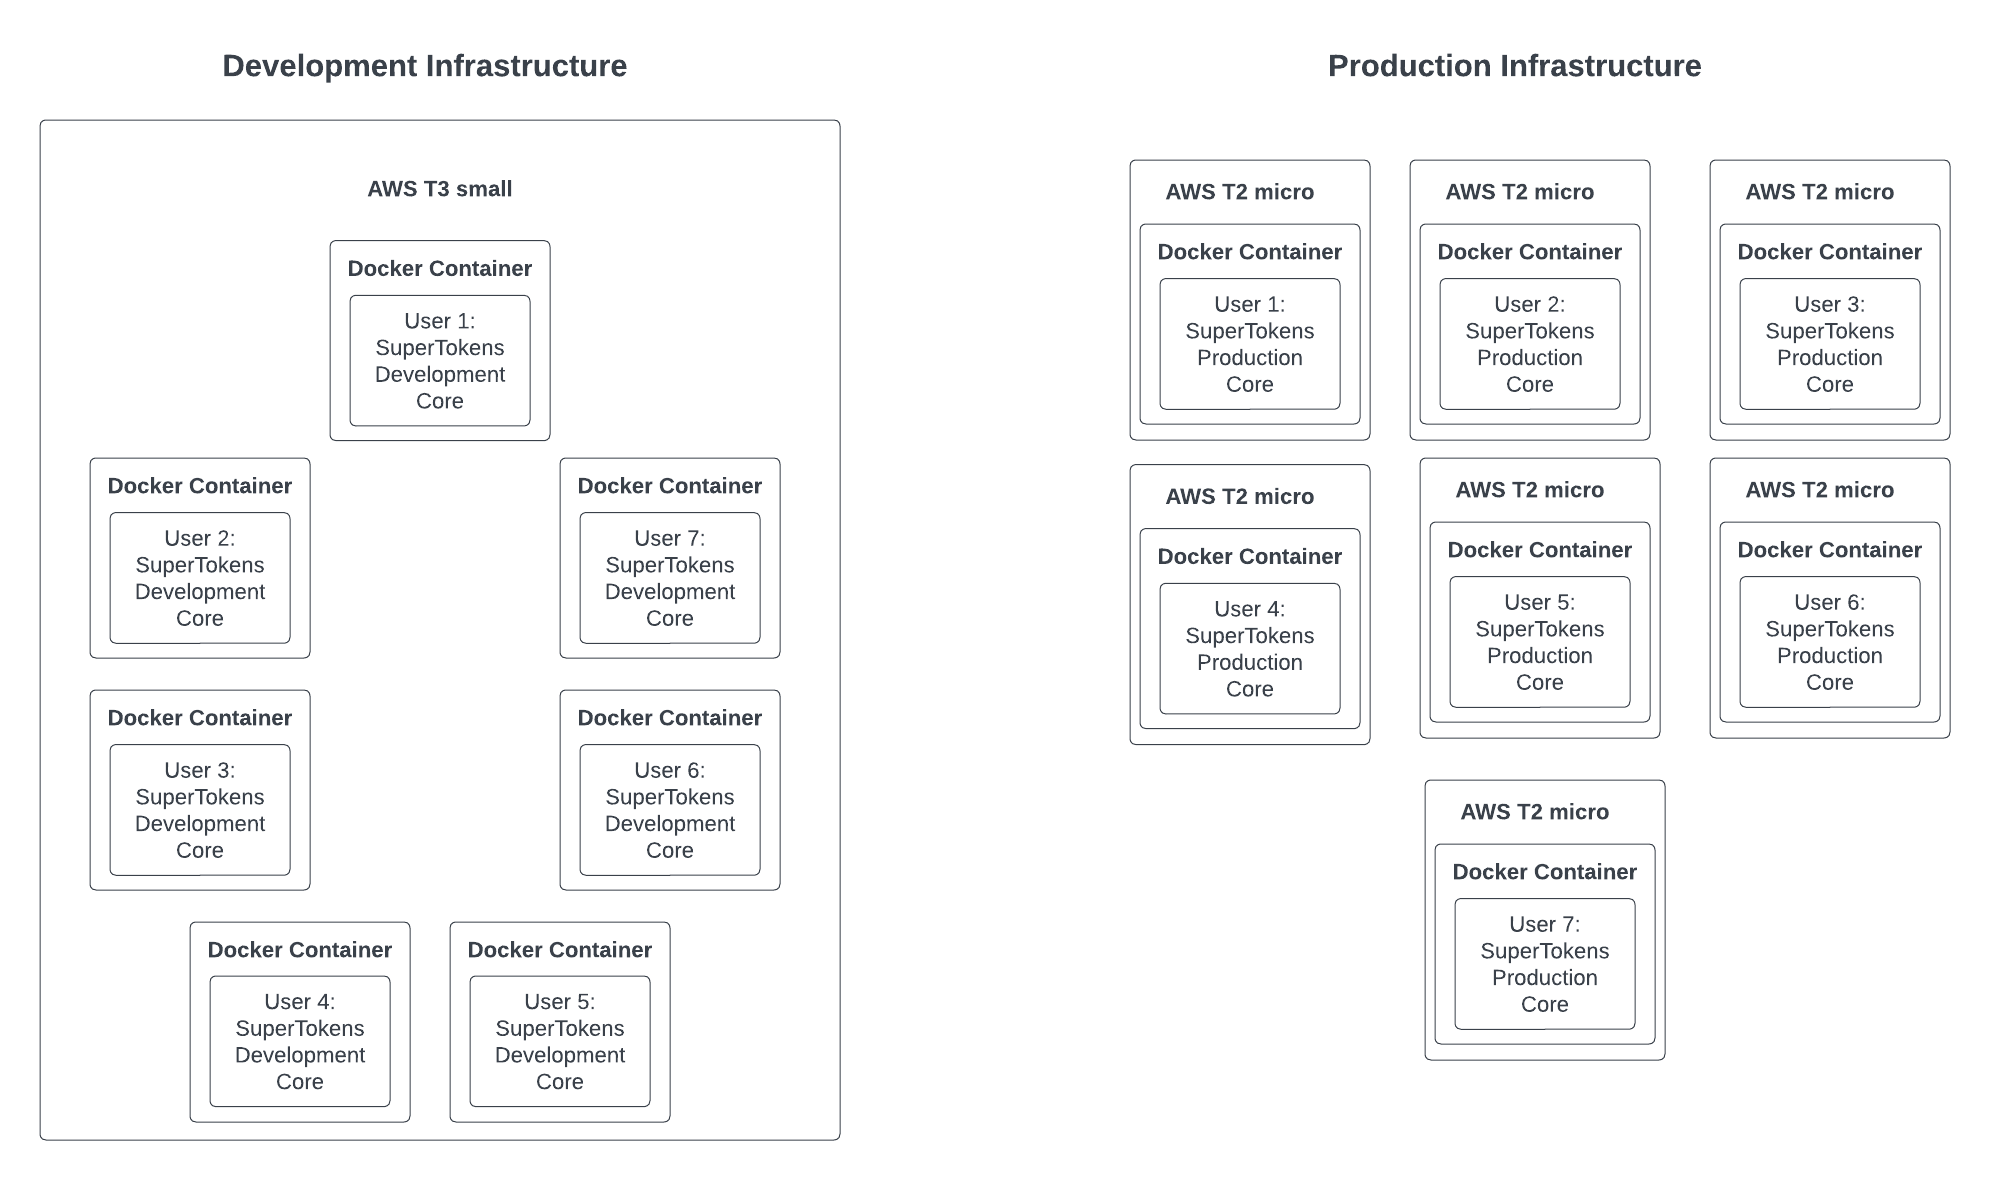 Development Infrastructure
AWS T3 small
Docker Container
User 1:
SuperTokens
Development
Core
Docker Container
User 2:
SuperTokens
Development
Core
Docker Container
User 7:
SuperTokens
Development
Core
Docker Container
User 3:
SuperTokens
Development
Core
Docker Container
User 6:
SuperTokens
Development
Core
Docker Container
User 4:
SuperTokens
Development
Core
Docker Container
User 5:
SuperTokens
Development
Core
Production Infrastructure
AWS T2 micro
Docker Container
User 1:
SuperTokens
Production
Core
AWS T2 micro
Docker Container
User 2:
SuperTokens
Production
Core
AWS T2 micro
Docker Container
User 3:
SuperTokens
Production
Core
AWS T2 micro
Docker Container
User 4:
SuperTokens
Production
Core
AWS T2 micro
Docker Container
User 5:
SuperTokens
Production
Core
AWS T2 micro
Docker Container
User 6:
SuperTokens
Production
Core
AWS T2 micro
Docker Container
User 7:
SuperTokens
Production
Core